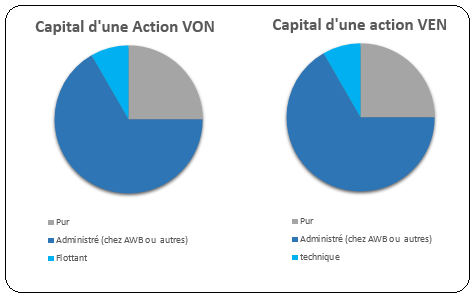 Capital d'une Action VON
Pur
Administré (chez AWB ou autres)
Flottant
Capital d'une action VEN
Pur
Administré (chez AWB ou autres)
technique